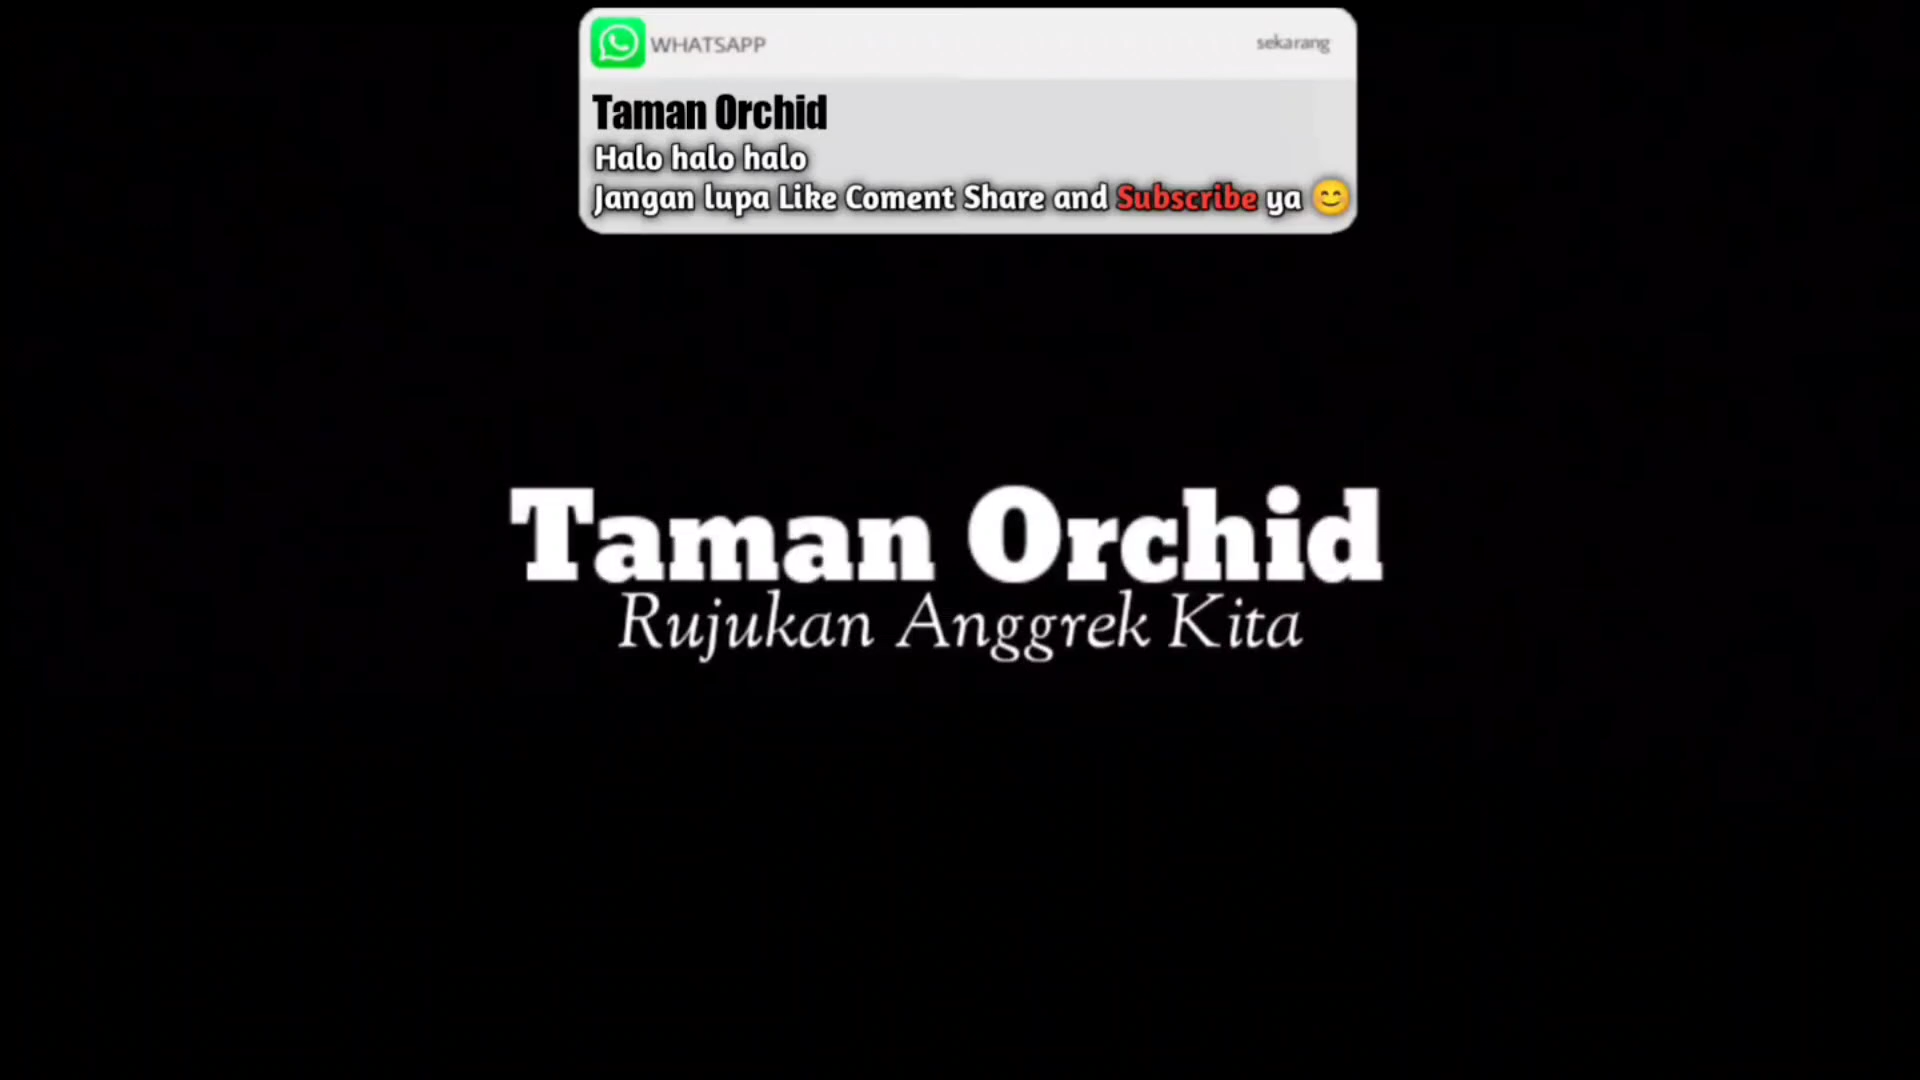 WHATSAPP sekarang
Taman Orchid
Halo halo halo
Jangan lupa Like Coment Share and Subscribe ya 😊
Taman Orchid
Rujukan Anggrek Kita